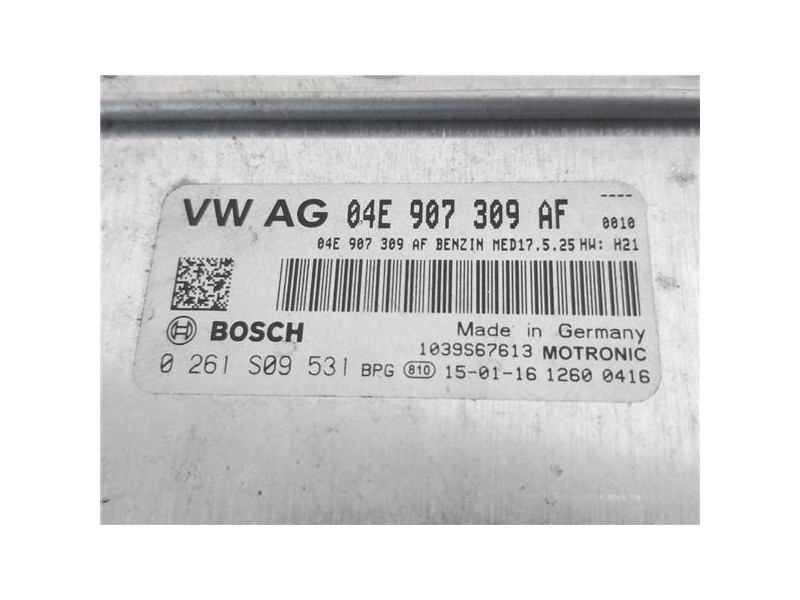 ----
VW AG 04E 907 309 AF 0010
04E 907 309 AF BENZIN MED17.5.25 HW: H21
BOSCH Made in Germany
1039S67613 MOTRONIC
0 261 S09 531 BPG 810 15-01-16 1260 0416